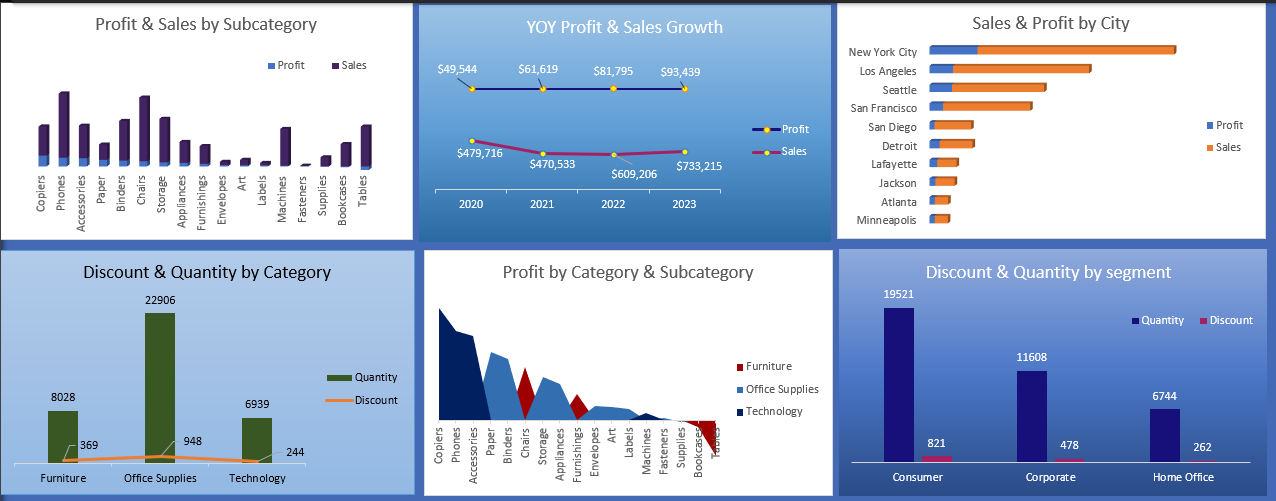 Profit & Sales by Subcategory
Profit Sales
Copiers
Phones
Accessories
Paper
Binders
Chairs
Storage
Appliances
Furnishings
Envelopes
Art
Labels
Machines
Fasteners
Supplies
Bookcases
Tables
YOY Profit & Sales Growth
$49,544 $61,619 $81,795 $93,439
Profit
Sales
$479,716 $470,533 $609,206 $733,215
2020 2021 2022 2023
Sales & Profit by City
New York City
Los Angeles
Seattle
San Francisco
San Diego
Detroit
Lafayette
Jackson
Atlanta
Minneapolis
Profit
Sales
Discount & Quantity by Category
22906
8028
6939
369
948
244
Quantity
Discount
Furniture Office Supplies Technology
Profit by Category & Subcategory
Furniture
Office Supplies
Technology
Copiers
Phones
Accessories
Paper
Binders
Chairs
Storage
Appliances
Furnishings
Envelopes
Art
Labels
Machines
Fasteners
Supplies
Bookcases
Tables
Discount & Quantity by segment
19521
Quantity Discount
11608
6744
821
478
262
Consumer Corporate Home Office